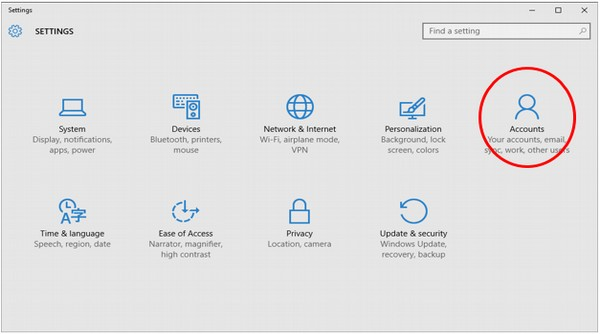 Settings
SETTINGS
Find a setting
System
Display, notifications,
apps, power
Devices
Bluetooth, printers,
mouse
Network & Internet
Wi-Fi, airplane mode,
VPN
Personalization
Background, lock
screen, colors
Accounts
Your accounts, email,
sync, work, other users
Time & language
Speech, region, date
Ease of Access
Narrator, magnifier,
high contrast
Privacy
Location, camera
Update & security
Windows Update,
recovery, backup